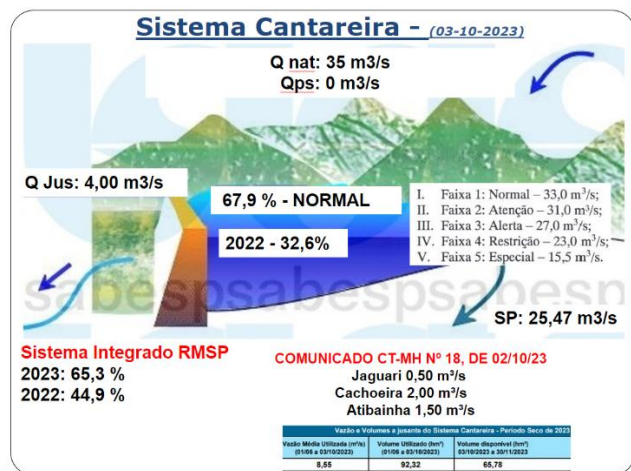 Sistema Cantareira - (03-10-2023)
Q nat: 35 m3/s
Qps: 0 m3/s
Q Jus: 4,00 m3/s
67,9 % - NORMAL
2022 - 32,6%
I. Faixa 1: Normal – 33,0 m³/s;
II. Faixa 2: Atenção – 31,0 m³/s;
III. Faixa 3: Alerta – 27,0 m³/s;
IV. Faixa 4: Restrição – 23,0 m³/s;
V. Faixa 5: Especial – 15,5 m³/s.
sabespsabespsabespsabesp
SP: 25,47 m3/s
Sistema Integrado RMSP
2023: 65,3 %
2022: 44,9 %
COMUNICADO CT-MH Nº 18, DE 02/10/23
Jaguari 0,50 m³/s
Cachoeira 2,00 m³/s
Atibainha 1,50 m³/s
Vazão e Volumes a jusante do Sistema Cantareira - Período Seco de 2023
Vazão Média Utilizada (m³/s) Volume Utilizado (hm³) Volume disponível (hm³)
(01/06 a 03/10/2023) (01/06 a 03/10/2023) 03/10/2023 a 30/11/2023
8,55 92,32 65,78